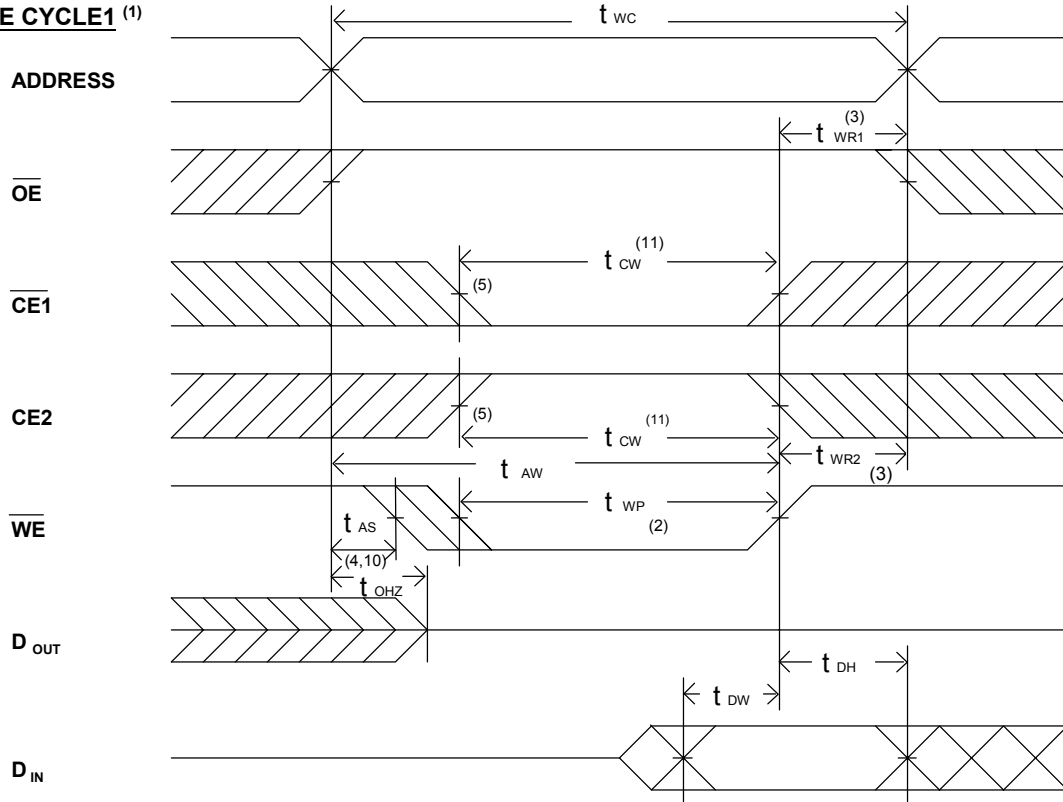 E CYCLE1 (1)
t WC
ADDRESS
(3)
t WR1
OE
t CW (11)
CE1
(5)
CE2
(5)
t CW (11)
t AW
t WR2
(3)
WE
t AS
t WP
(2)
(4,10)
t OHZ
D OUT
t DH
t DW
D IN